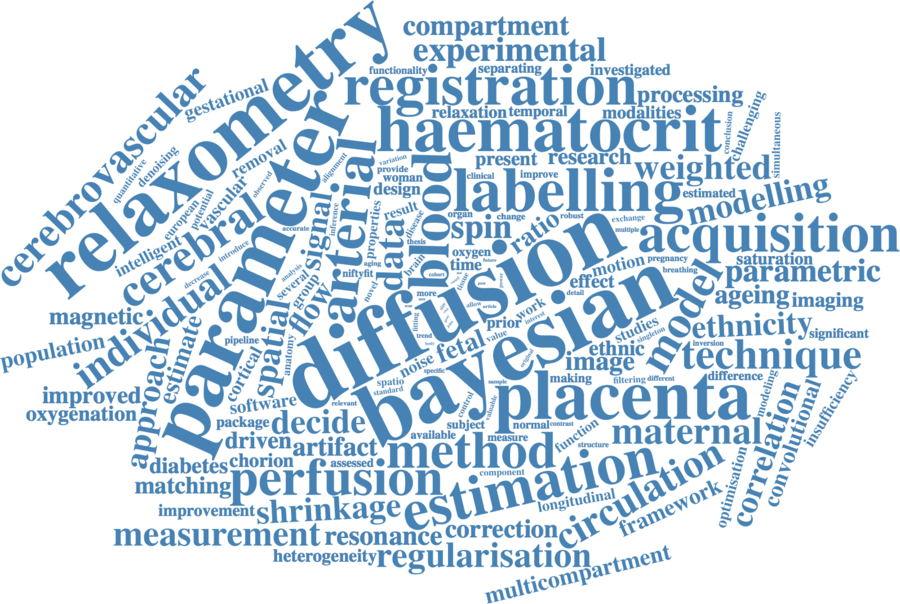 compartment
experimental
functionality
separating
investigated
relaxometry
gestational
cerebrovascular
registration
processing
relaxation
temporal
modalities
conclusion
challenging
simultaneous
quantitative
denoising
removal
parameter
haematocrit
present
research
weighted
variation
provide
woman
design
alignment
observed
vascular
potential
european
intelligent
introduce
decrease
cerebral
accurate
signal
inference
arterial
properties
result
disease
thesis
blood
clinical
improve
labelling
estimated
modelling
organ
change
robust
exchange
multiple
spin
ratio
acquisition
data
brain
oxygen
time
future
motion
pregnancy
breathing
saturation
parametric
effect
detail
model
ageing
imaging
individual
magnetic
group
several
analysis
flow
aging
niftyfit
novel
cohort
more
diffusion
population
pipeline
estimate
approach
spatial
cortical
anatomy
fitting
trend
allow
article
prior
work
value
interest
studies
singleton
ethnicity
significant
inversion
noise
fetal
bayesian
ethnic
image
technique
improved
oxygenation
software
package
relevant
spatio
standard
specific
control
sample
valuable
original
making
filtering
different
difference
modeling
placenta
decide
driven
artifact
available
subject
measure
normal
contrast
function
structure
maternal
correlation
convolutional
insufficiency
optimisation
diabetes
chorion
assessed
method
component
matching
perfusion
estimation
longitudinal
circulation
framework
improvement
shrinkage
measurement
resonance
correction
heterogeneity
regularisation
multicompartment